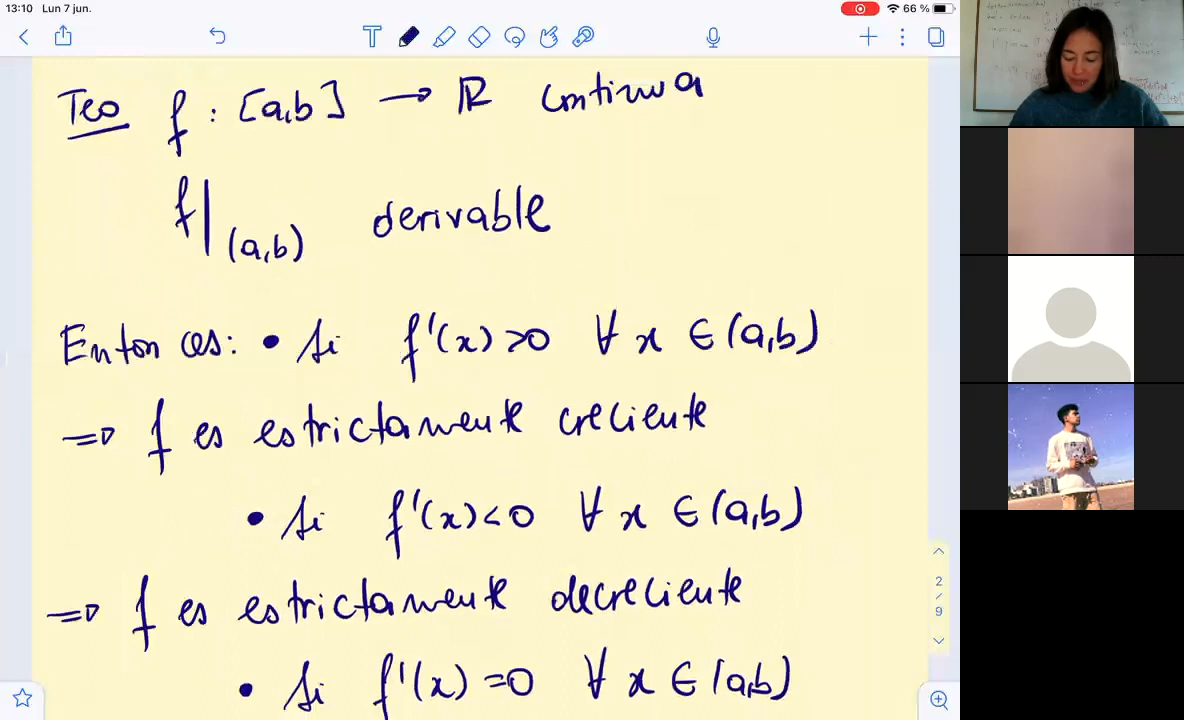 13:10 Lun 7 jun.
66 %
Teo f : [a,b] → ℝ continua
f|(a,b) derivable
Entonces: • Si f'(x) >0 ∀ x ∈ (a,b)
⇒ f es estrictamente creciente
• Si f'(x) <0 ∀ x ∈ (a,b)
⇒ f es estrictamente decreciente
• Si f'(x) =0 ∀ x ∈ (a,b)
2
/
9